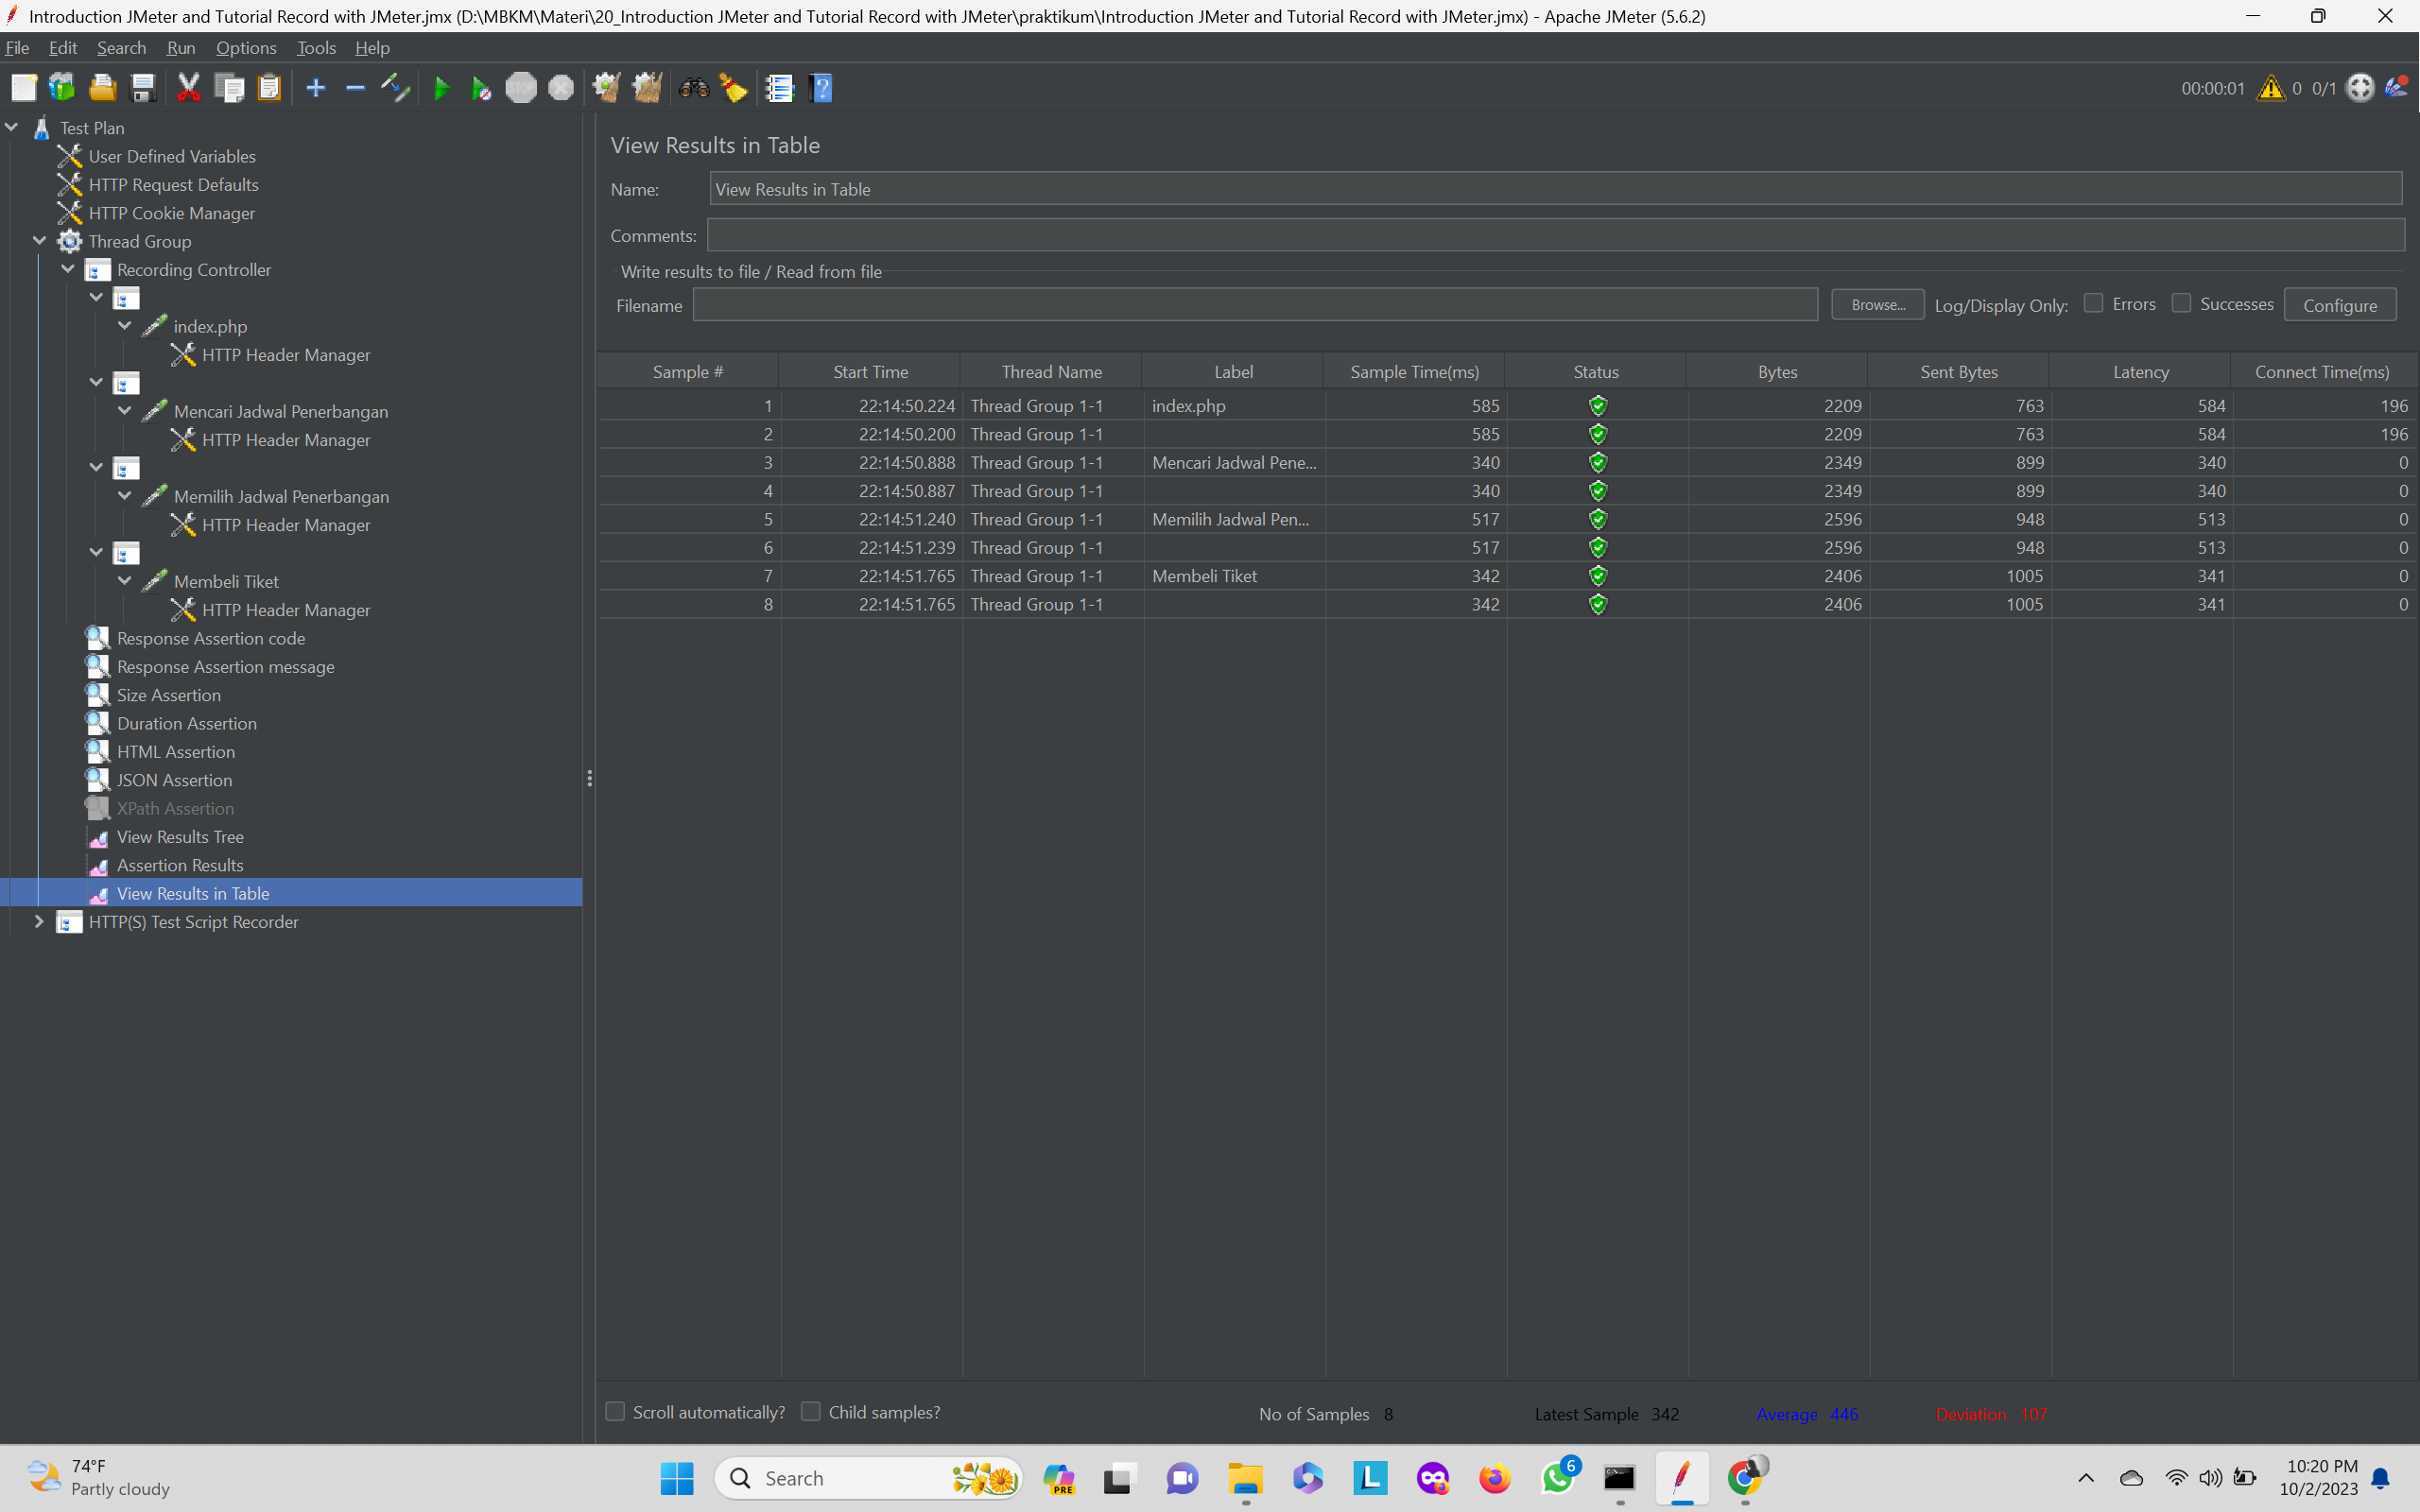 Introduction JMeter and Tutorial Record with JMeter.jmx (D:\MBKM\Materi\20_Introduction JMeter and Tutorial Record with JMeter\praktikum\Introduction JMeter and Tutorial Record with JMeter.jmx) - Apache JMeter (5.6.2)
File Edit Search Run Options Tools Help
STOP 00:00:01 0 0/1
Test Plan
User Defined Variables
HTTP Request Defaults
HTTP Cookie Manager
Thread Group
Recording Controller
index.php
HTTP Header Manager
Mencari Jadwal Penerbangan
HTTP Header Manager
Memilih Jadwal Penerbangan
HTTP Header Manager
Membeli Tiket
HTTP Header Manager
Response Assertion code
Response Assertion message
Size Assertion
Duration Assertion
HTML Assertion
JSON Assertion
XPath Assertion
View Results Tree
Assertion Results
View Results in Table
HTTP(S) Test Script Recorder
View Results in Table
Name: View Results in Table
Comments:
Write results to file / Read from file
Filename Browse... Log/Display Only: Errors Successes Configure
Sample # Start Time Thread Name Label Sample Time(ms) Status Bytes Sent Bytes Latency Connect Time(ms)
1 22:14:50.224 Thread Group 1-1 index.php 585 2209 763 584 196
2 22:14:50.200 Thread Group 1-1 585 2209 763 584 196
3 22:14:50.888 Thread Group 1-1 Mencari Jadwal Pene... 340 2349 899 340 0
4 22:14:50.887 Thread Group 1-1 340 2349 899 340 0
5 22:14:51.240 Thread Group 1-1 Memilih Jadwal Pen... 517 2596 948 513 0
6 22:14:51.239 Thread Group 1-1 517 2596 948 513 0
7 22:14:51.765 Thread Group 1-1 Membeli Tiket 342 2406 1005 341 0
8 22:14:51.765 Thread Group 1-1 342 2406 1005 341 0
Scroll automatically? Child samples? No of Samples 8 Latest Sample 342 Average 446 Deviation 107
74°F
Partly cloudy
Search
PRE
L
6
10:20 PM
10/2/2023